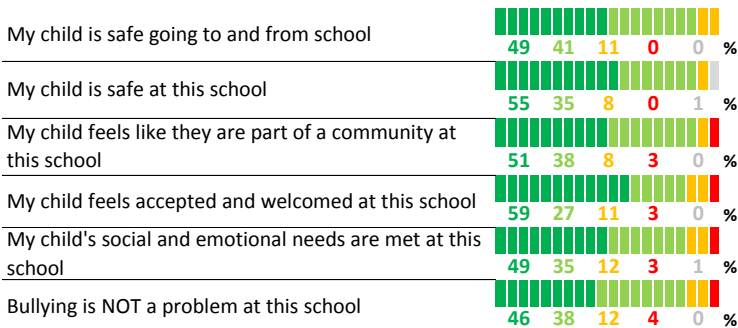 My child is safe going to and from school
49 41 11 0 0 %
My child is safe at this school
55 35 8 0 1 %
My child feels like they are part of a community at
this school
51 38 8 3 0 %
My child feels accepted and welcomed at this school
59 27 11 3 0 %
My child's social and emotional needs are met at this
school
49 35 12 3 1 %
Bullying is NOT a problem at this school
46 38 12 4 0 %